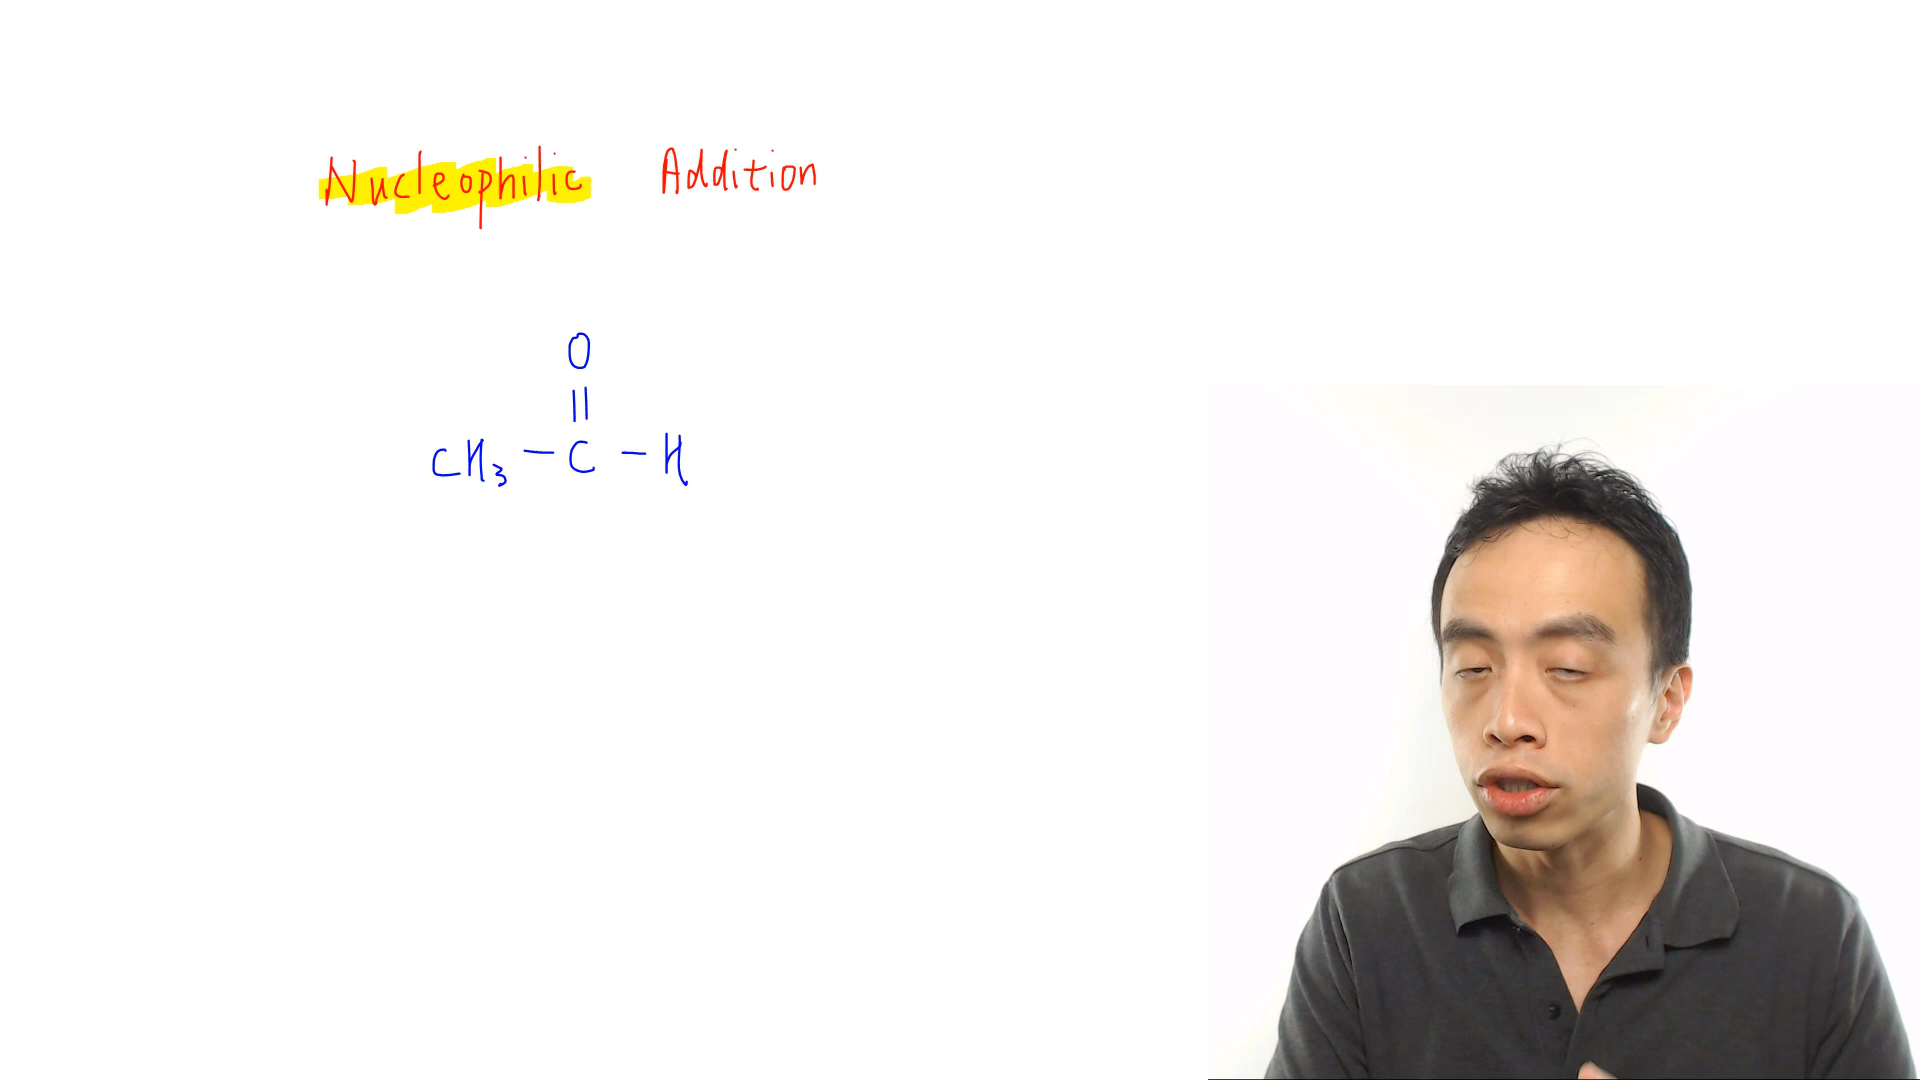 Nucleophilic Addition
O
||
CH₃ — C — H